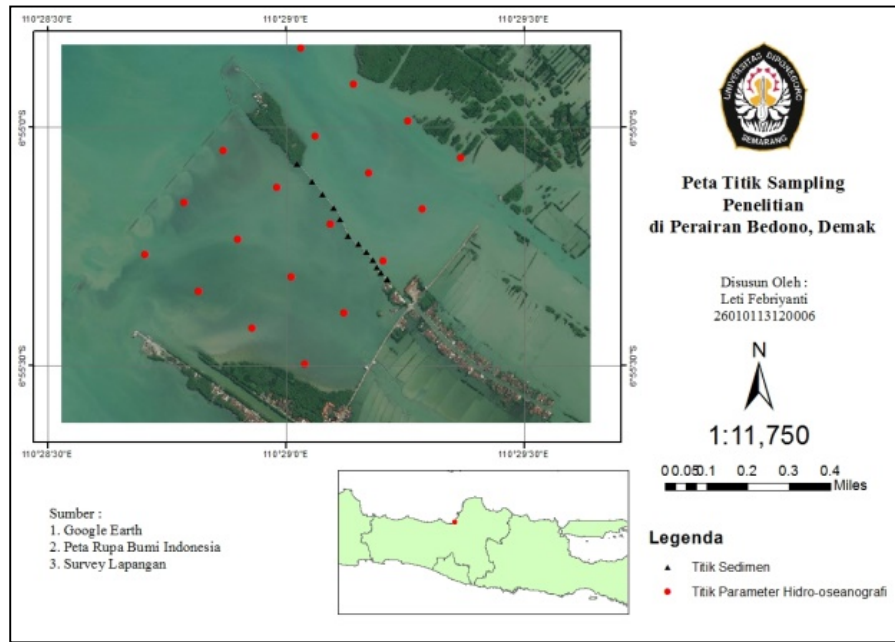 110°28'30"E
110°29'0"E
110°29'30"E
6°55'0"S
6°55'0"S
6°55'30"S
6°55'30"S
110°28'30"E
110°29'0"E
110°29'30"E
UNIVERSITAS DIPONEGORO
SEMARANG
Peta Titik Sampling
Penelitian
di Perairan Bedono, Demak
Disusun Oleh :
Leti Febriyanti
26010113120006
N
1:11,750
0 0.05 0.1 0.2 0.3 0.4
Miles
Legenda
Titik Sedimen
Titik Parameter Hidro-oseanografi
Sumber :
1. Google Earth
2. Peta Rupa Bumi Indonesia
3. Survey Lapangan